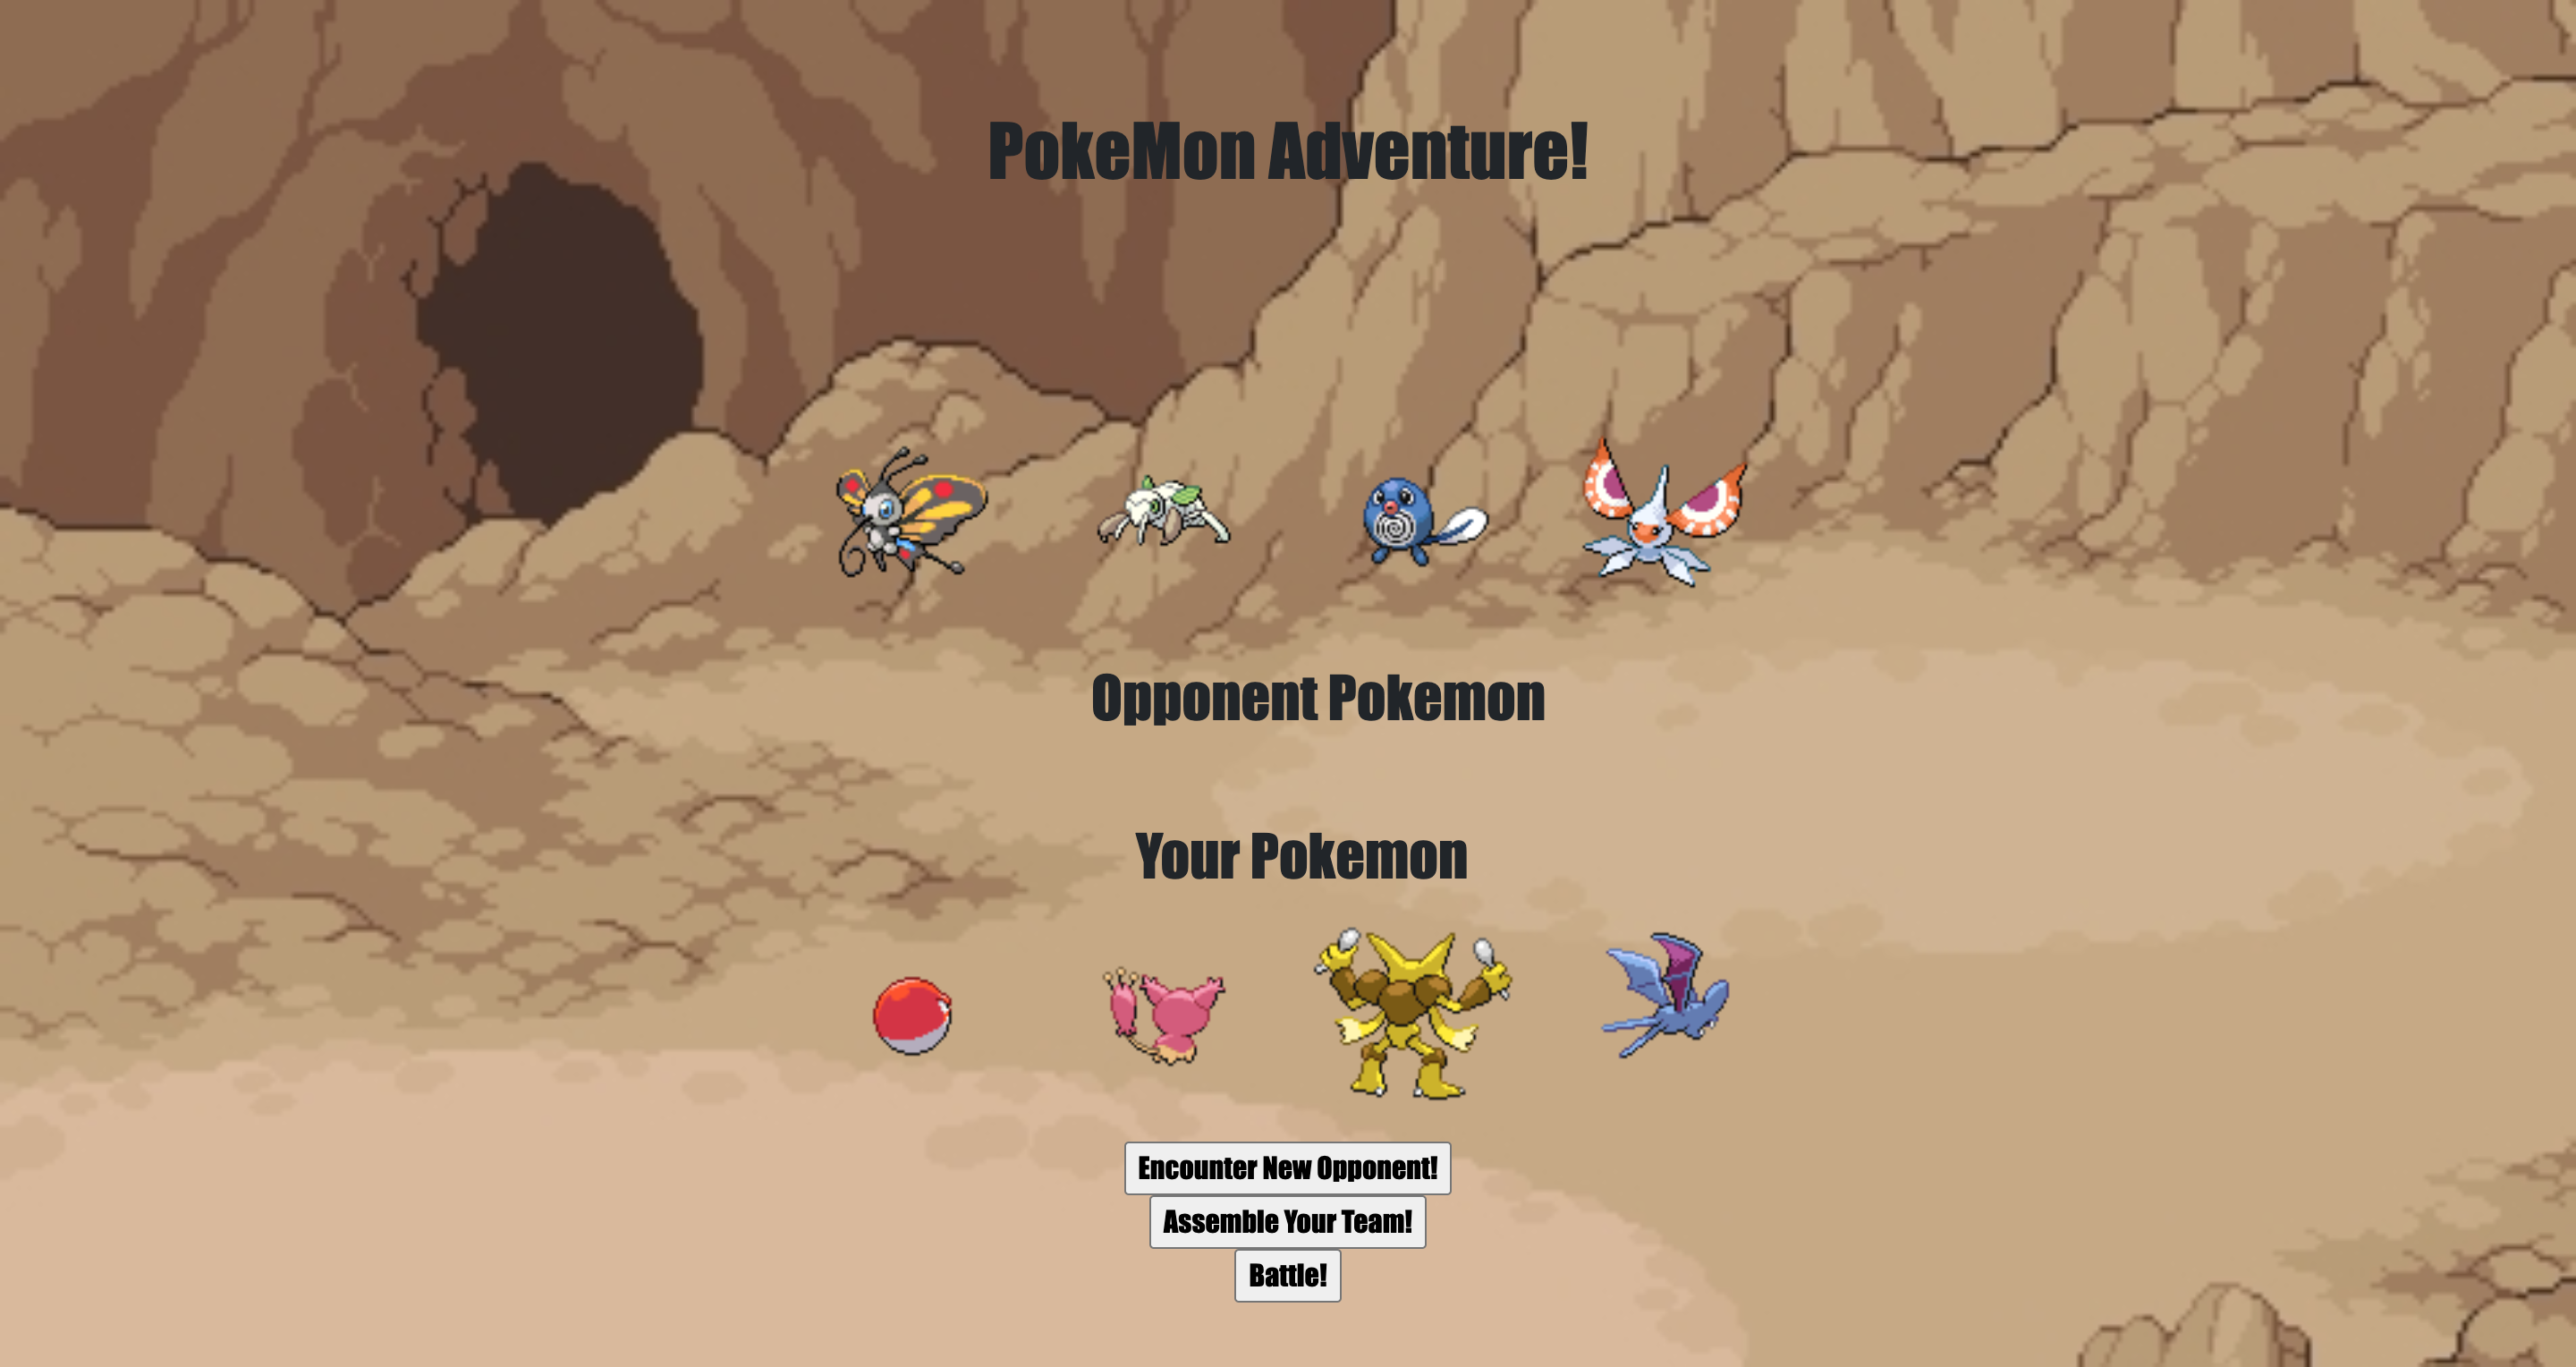 PokeMon Adventure!
Opponent Pokemon
Your Pokemon
Encounter New Opponent!
Assemble Your Team!
Battle!